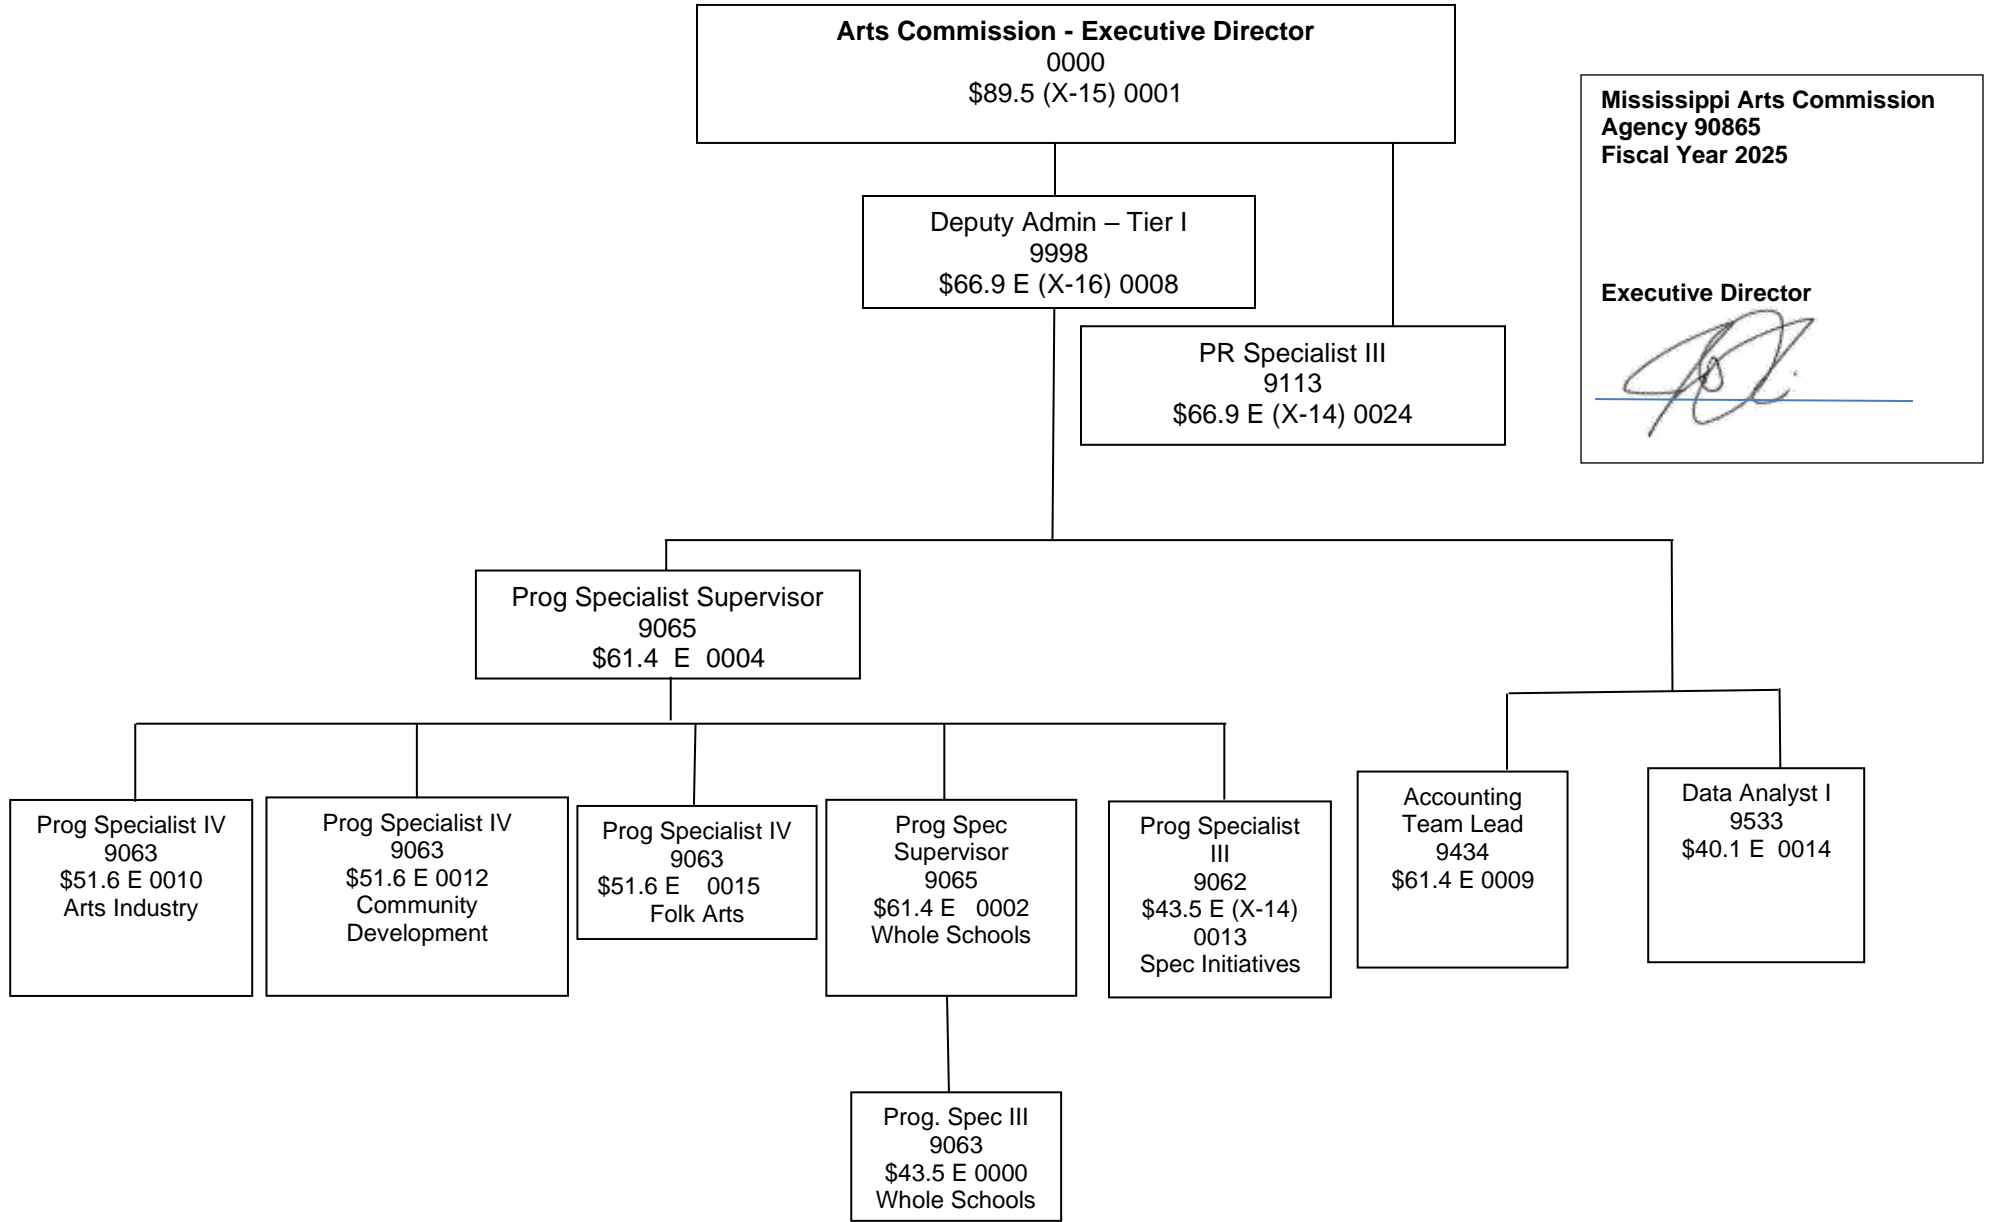 Arts Commission - Executive Director
0000
$89.5 (X-15) 0001
Mississippi Arts Commission
Agency 90865
Fiscal Year 2025
Executive Director
Deputy Admin – Tier I
9998
$66.9 E (X-16) 0008
PR Specialist III
9113
$66.9 E (X-14) 0024
Prog Specialist Supervisor
9065
$61.4 E 0004
Prog Specialist IV
9063
$51.6 E 0010
Arts Industry
Prog Specialist IV
9063
$51.6 E 0012
Community
Development
Prog Specialist IV
9063
$51.6 E 0015
Folk Arts
Prog Spec
Supervisor
9065
$61.4 E 0002
Whole Schools
Prog Specialist
III
9062
$43.5 E (X-14)
0013
Spec Initiatives
Accounting
Team Lead
9434
$61.4 E 0009
Data Analyst I
9533
$40.1 E 0014
Prog. Spec III
9063
$43.5 E 0000
Whole Schools